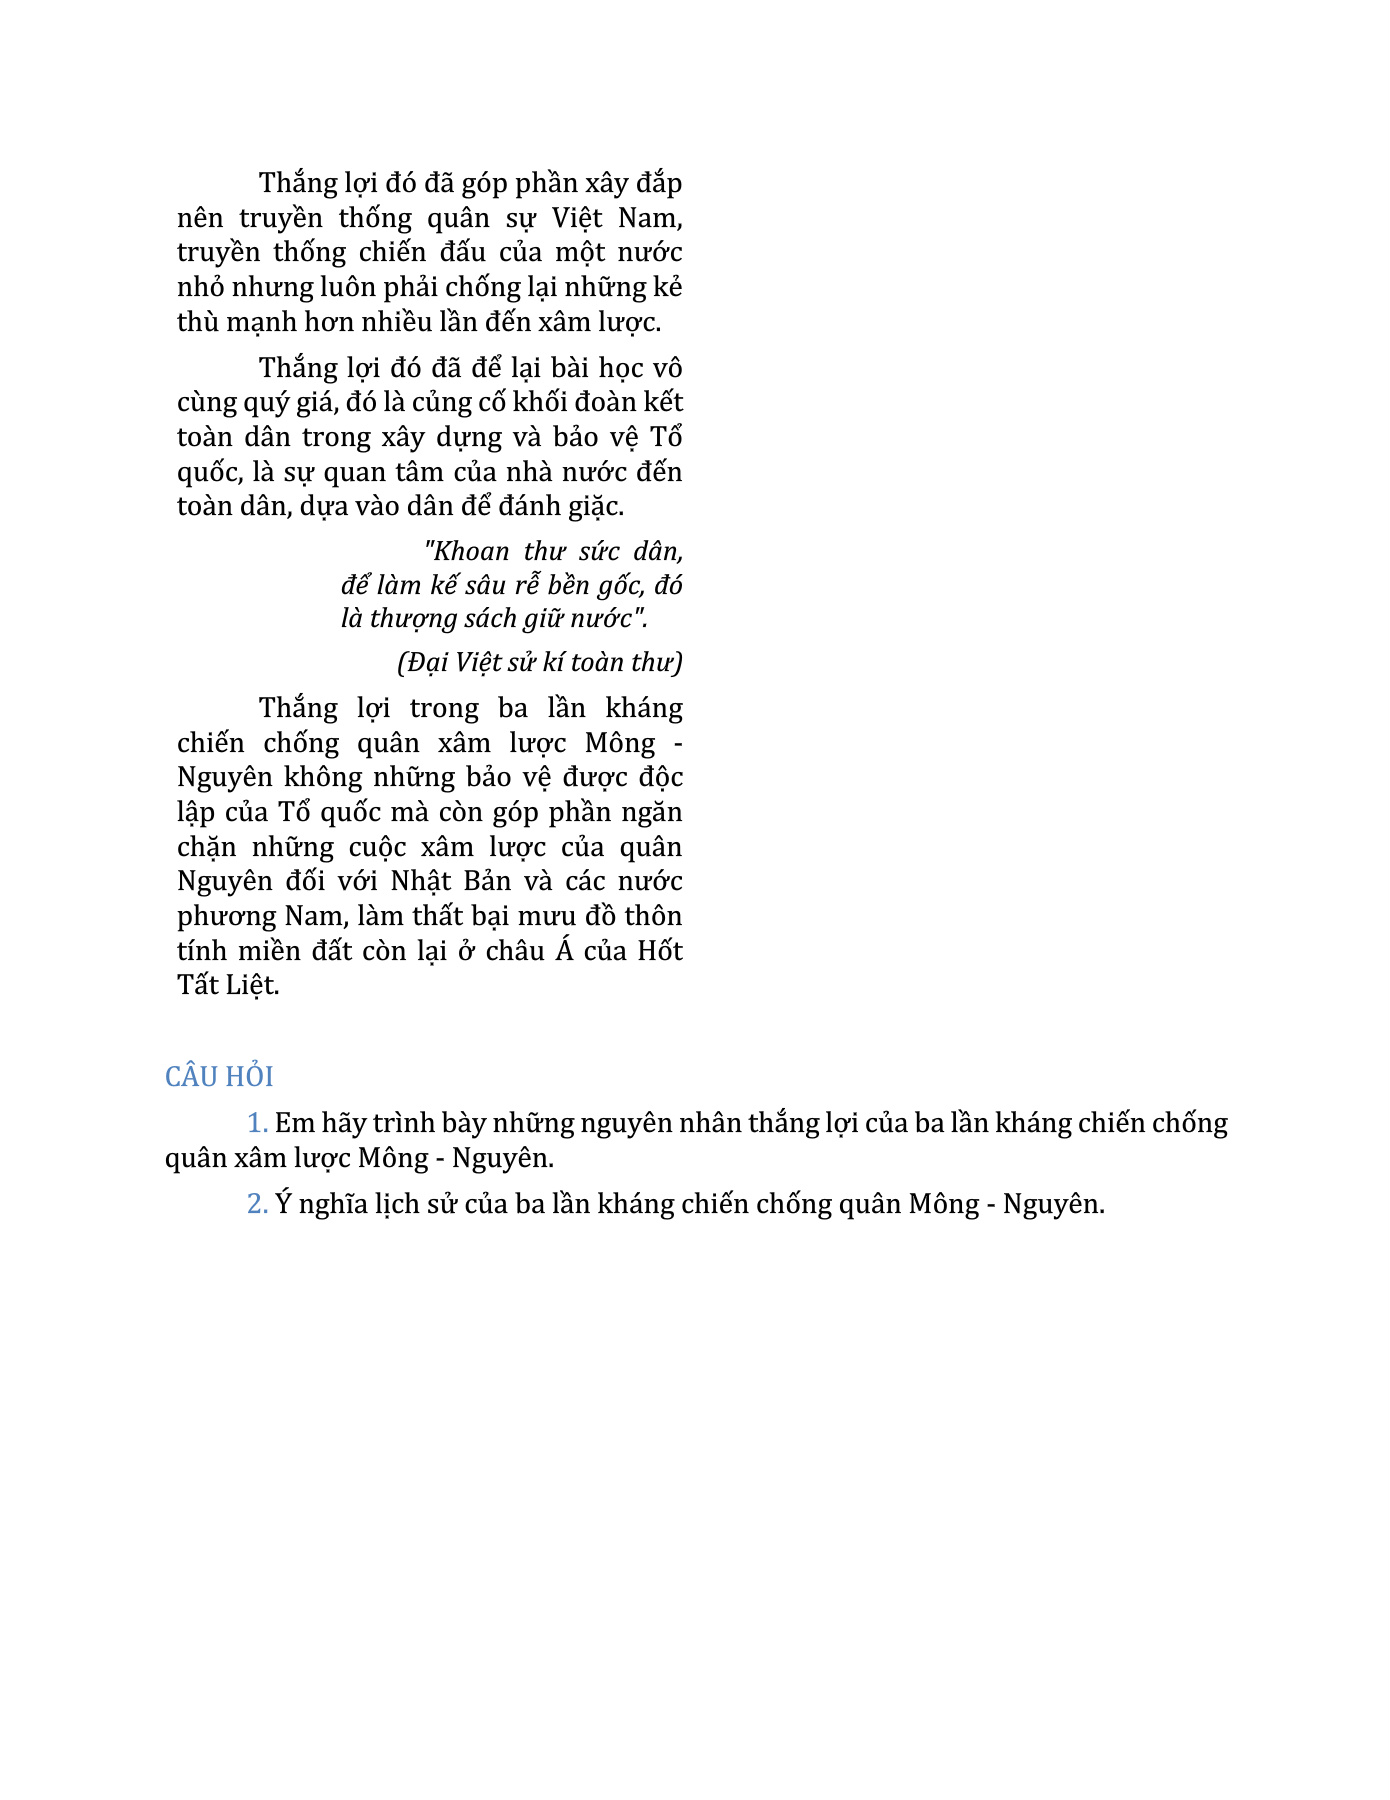 Thắng lợi đó đã góp phần xây đắp
nên truyền thống quân sự Việt Nam,
truyền thống chiến đấu của một nước
nhỏ nhưng luôn phải chống lại những kẻ
thù mạnh hơn nhiều lần đến xâm lược.
Thắng lợi đó đã để lại bài học vô
cùng quý giá, đó là củng cố khối đoàn kết
toàn dân trong xây dựng và bảo vệ Tổ
quốc, là sự quan tâm của nhà nước đến
toàn dân, dựa vào dân để đánh giặc.
"Khoan thư sức dân,
để làm kế sâu rễ bền gốc, đó
là thượng sách giữ nước".
(Đại Việt sử kí toàn thư)
Thắng lợi trong ba lần kháng
chiến chống quân xâm lược Mông -
Nguyên không những bảo vệ được độc
lập của Tổ quốc mà còn góp phần ngăn
chặn những cuộc xâm lược của quân
Nguyên đối với Nhật Bản và các nước
phương Nam, làm thất bại mưu đồ thôn
tính miền đất còn lại ở châu Á của Hốt
Tất Liệt.
CÂU HỎI
1. Em hãy trình bày những nguyên nhân thắng lợi của ba lần kháng chiến chống
quân xâm lược Mông - Nguyên.
2. Ý nghĩa lịch sử của ba lần kháng chiến chống quân Mông - Nguyên.